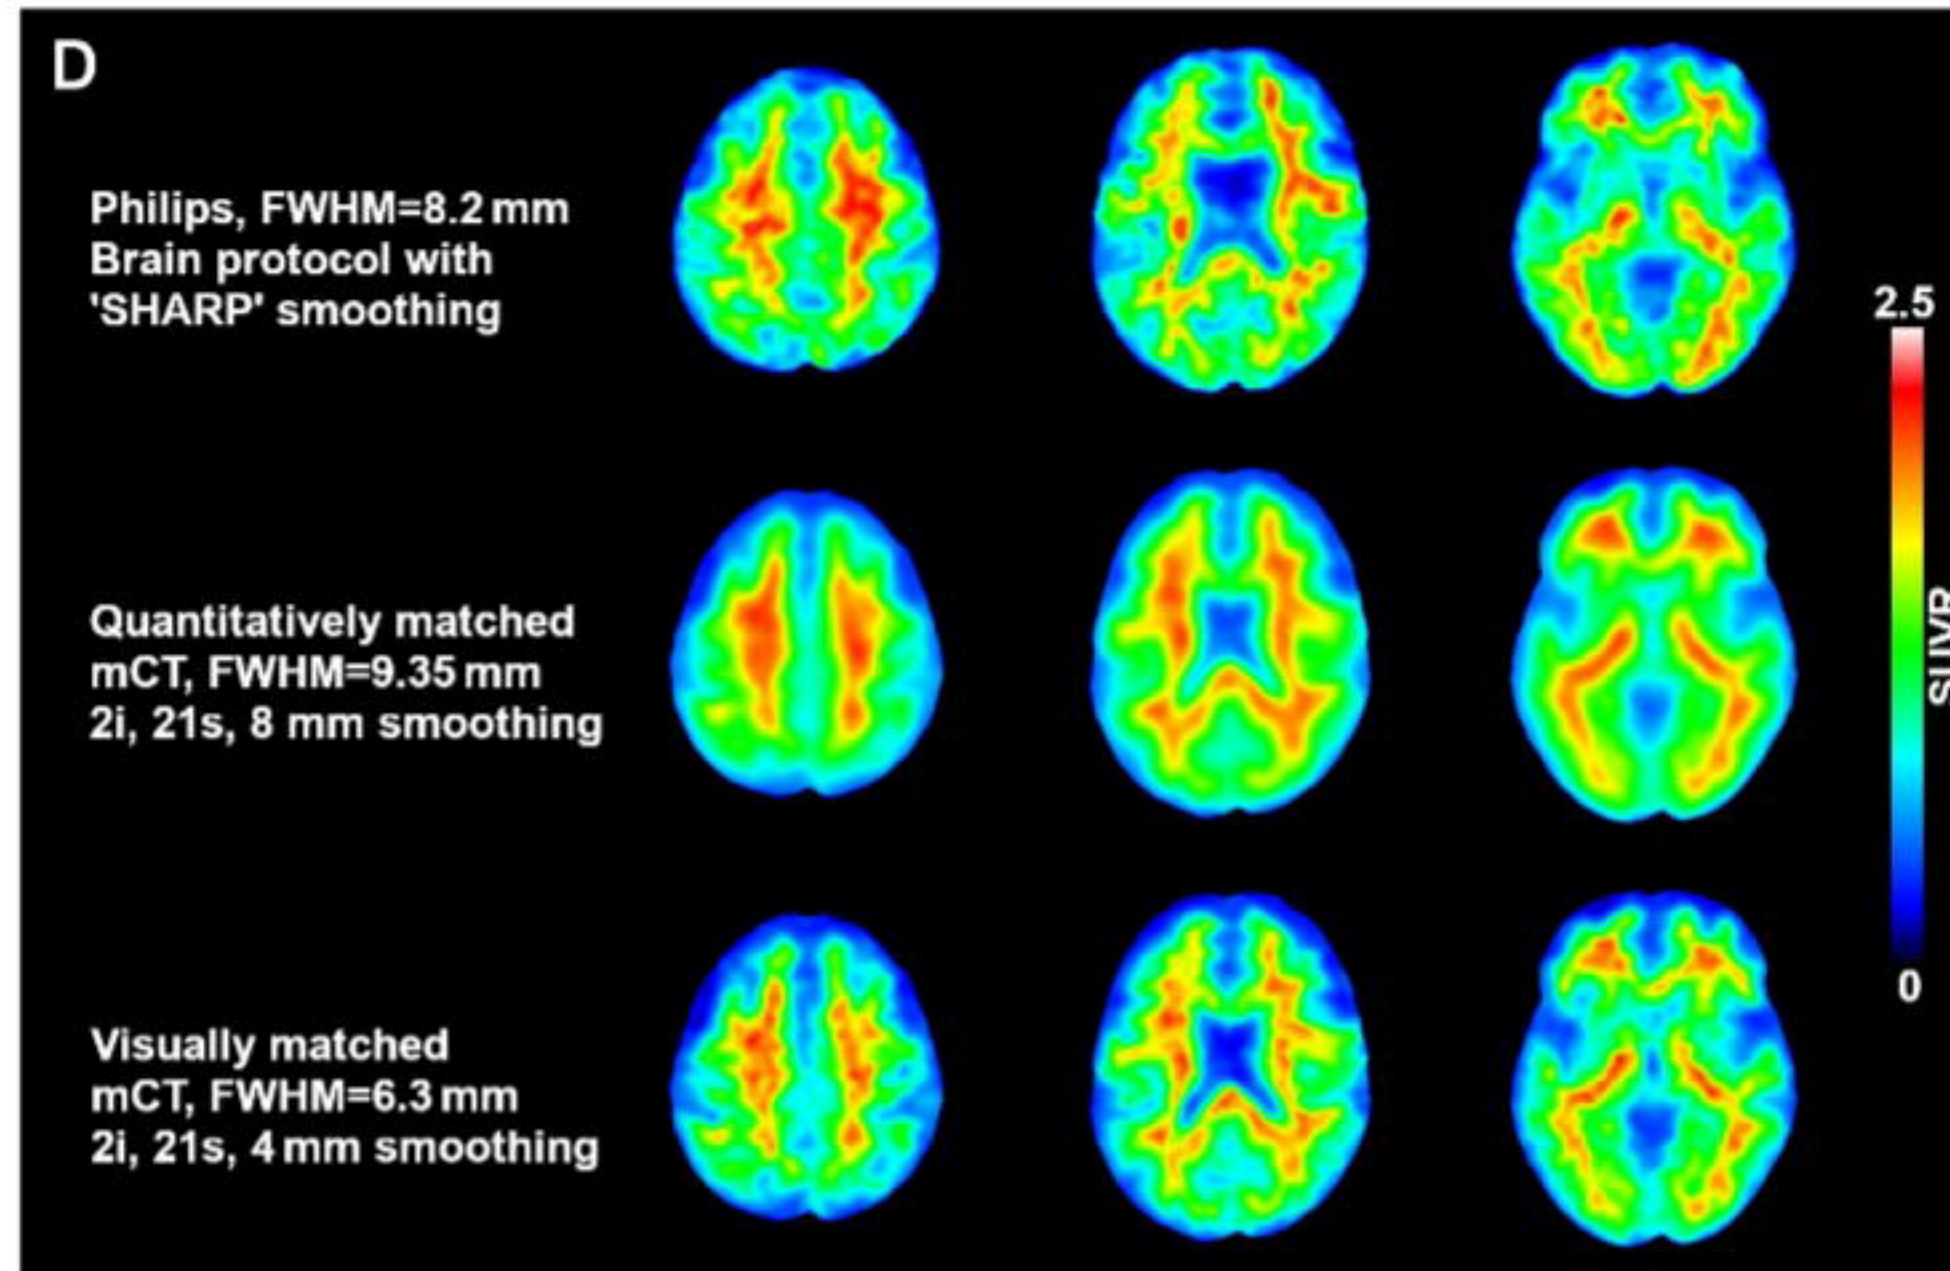 D
Philips, FWHM=8.2 mm
Brain protocol with
'SHARP' smoothing
2.5
Quantitatively matched
mCT, FWHM=9.35 mm
2i, 21s, 8 mm smoothing
SUVR
0
Visually matched
mCT, FWHM=6.3 mm
2i, 21s, 4 mm smoothing